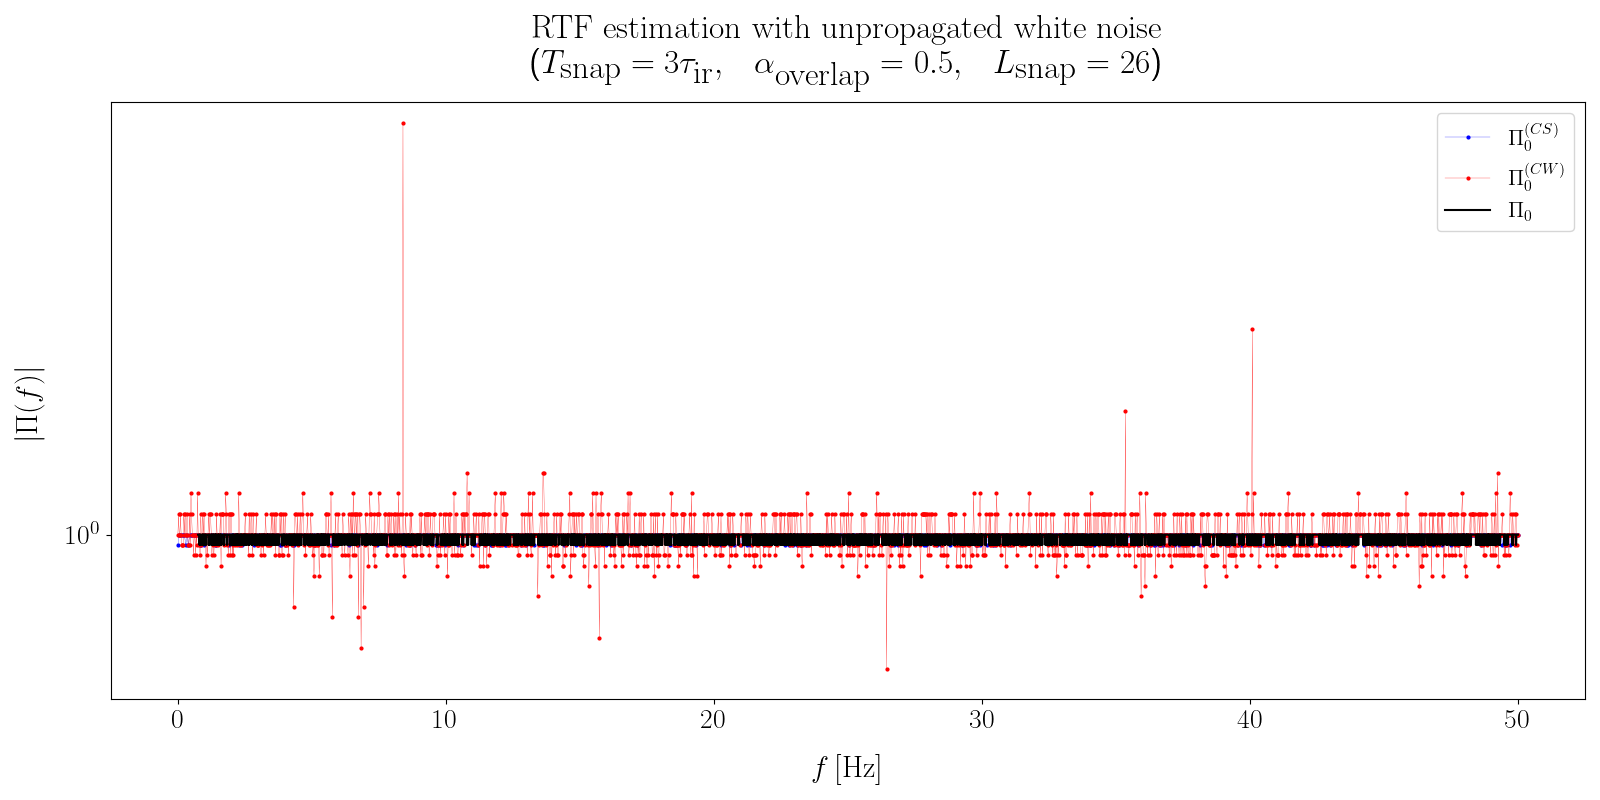 RTF estimation with unpropagated white noise
(T_snap = 3τ_ir, α_overlap = 0.5, L_snap = 26)
Π_0^(CS)
Π_0^(CW)
Π_0
|Π(f)|
10^0
0 10 20 30 40 50
f [Hz]